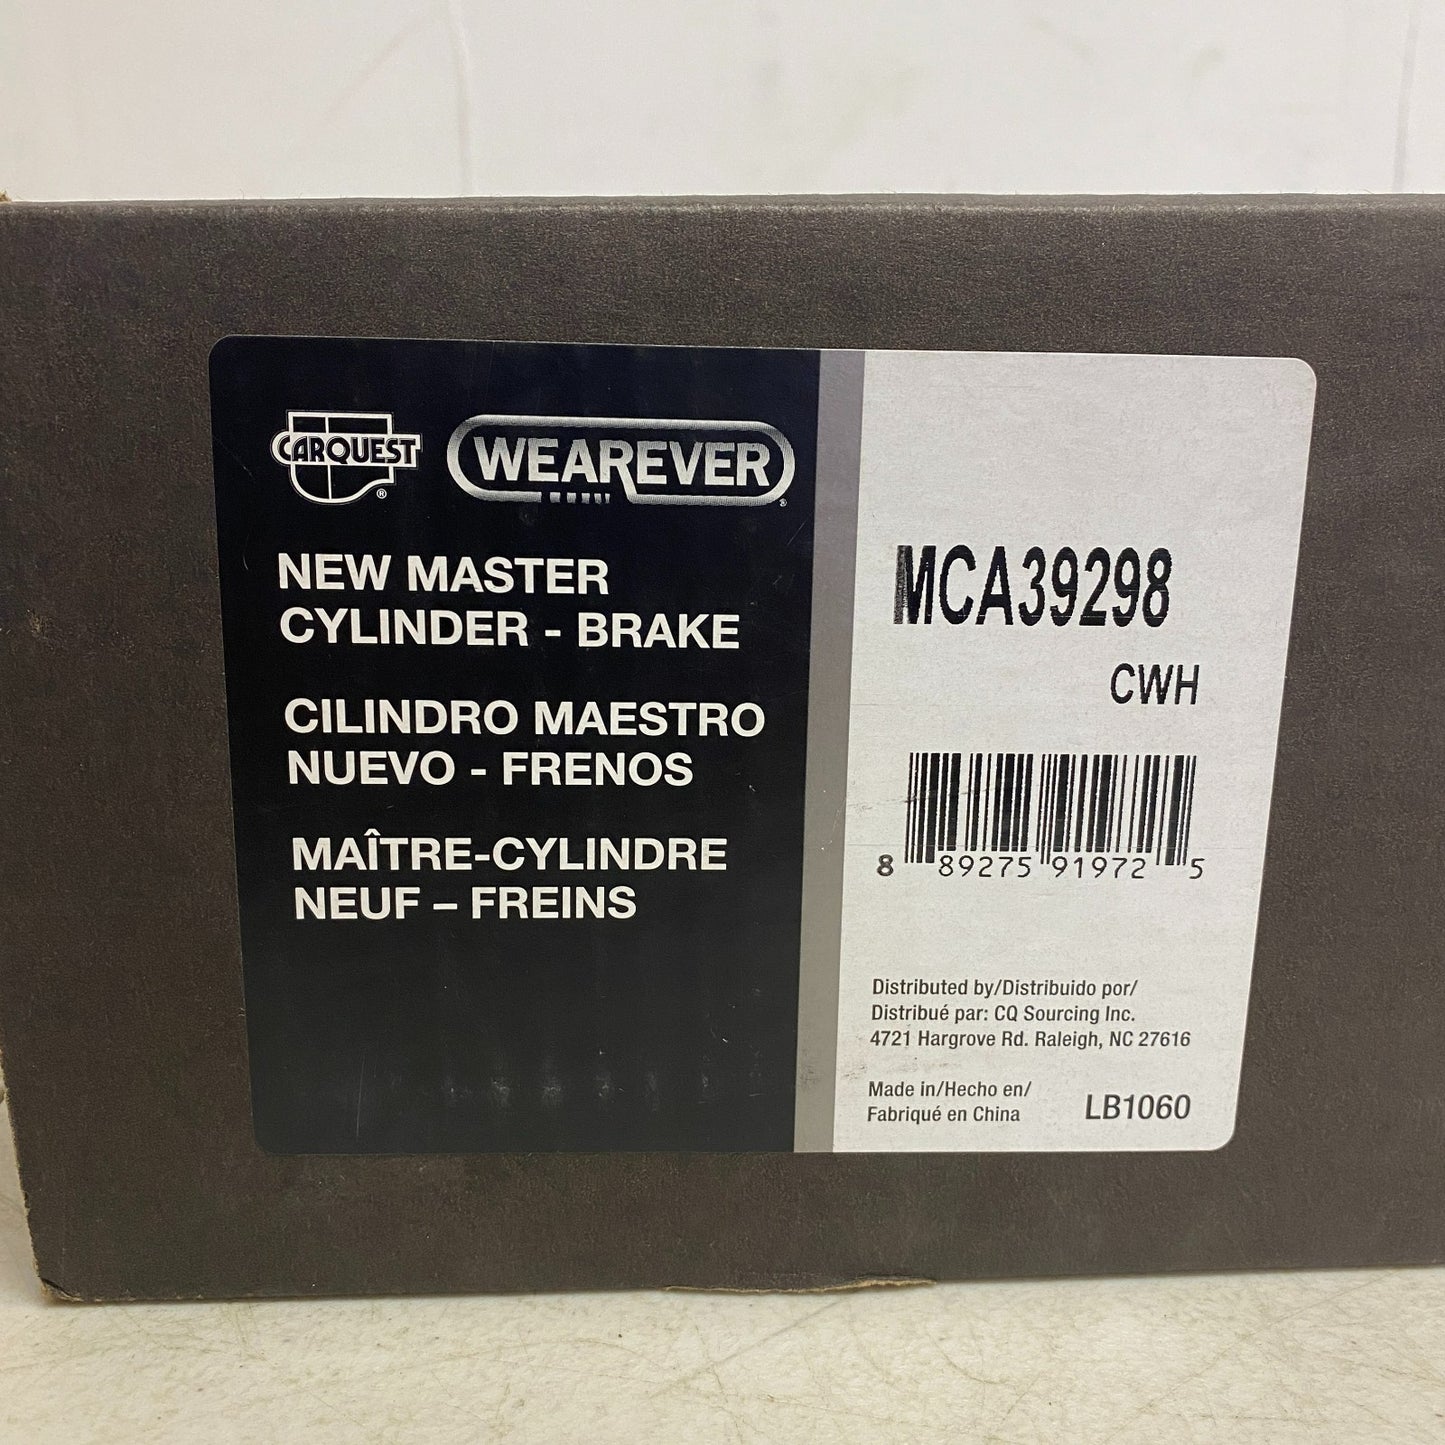 CARQUEST ®
WEAREVER ®
NEW MASTER
CYLINDER - BRAKE
CILINDRO MAESTRO
NUEVO - FRENOS
MAÎTRE-CYLINDRE
NEUF – FREINS
MCA39298
CWH
8 89275 91972 5
Distributed by/Distribuido por/
Distribué par: CQ Sourcing Inc.
4721 Hargrove Rd. Raleigh, NC 27616
Made in/Hecho en/
Fabriqué en China
LB1060